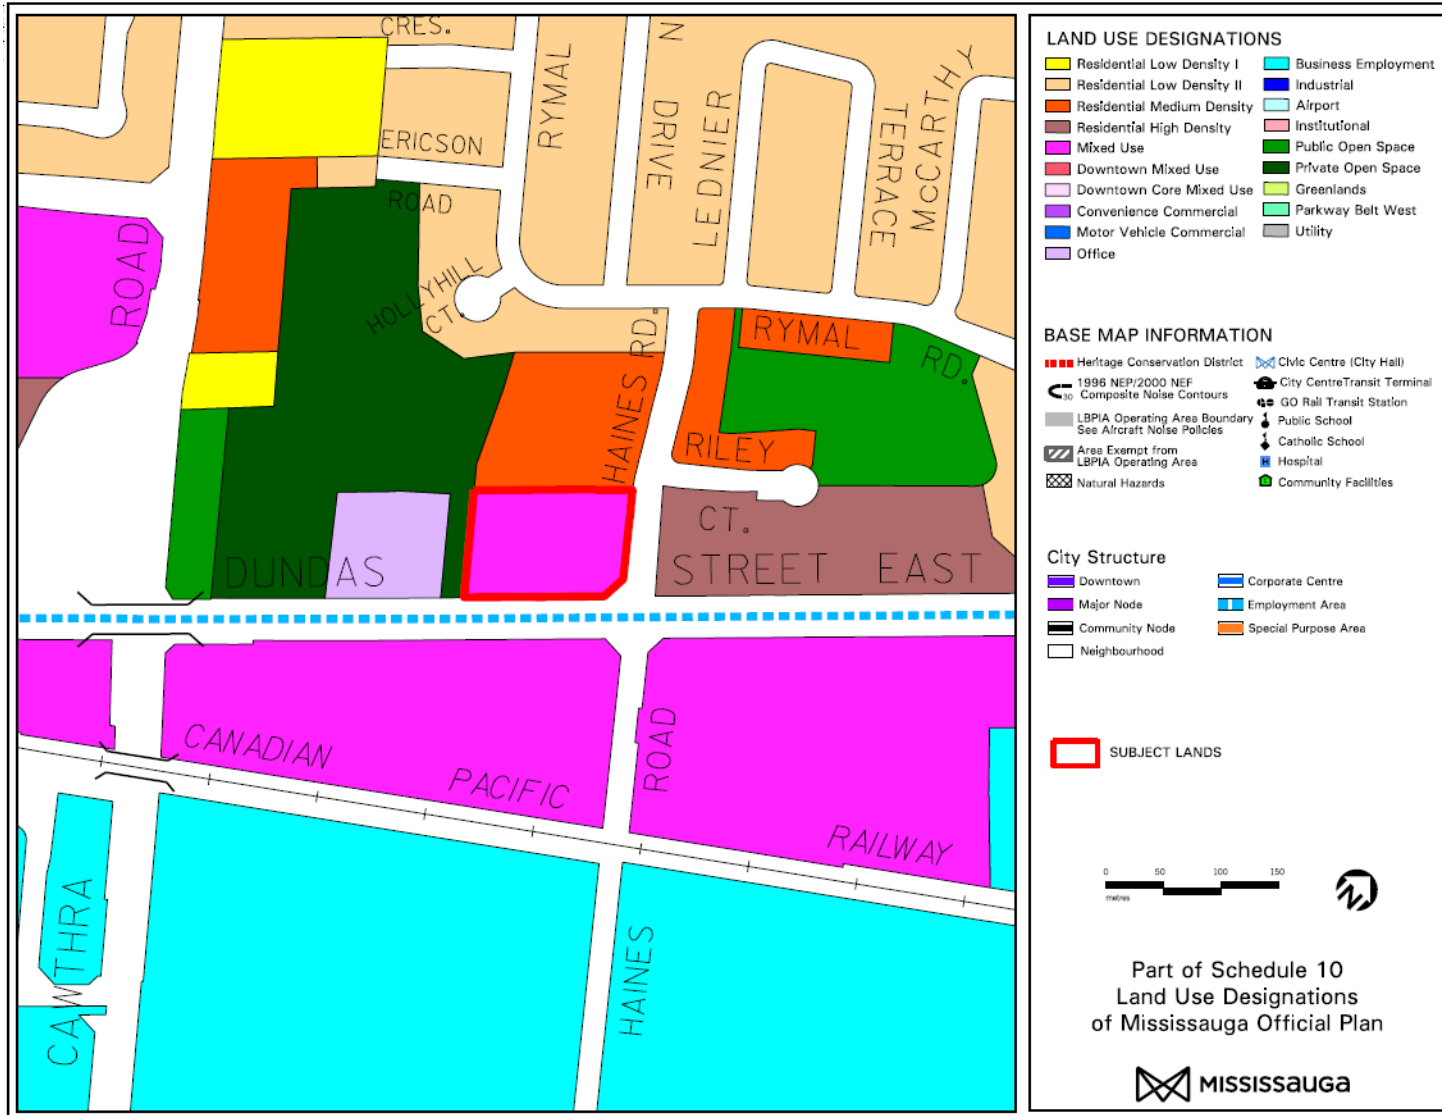 CRES.
RYMAL
N
DRIVE
LEDNIER
TERRACE
McCARTHY
ERICSON
ROAD
ROAD
HOLLYHILL
CT.
HAINES RD.
RYMAL
RD.
RILEY
CT.
DUNDAS
STREET EAST
CANADIAN
PACIFIC
RAILWAY
ROAD
HAINES
CAWTHRA
LAND USE DESIGNATIONS
Residential Low Density I
Residential Low Density II
Residential Medium Density
Residential High Density
Mixed Use
Downtown Mixed Use
Downtown Core Mixed Use
Convenience Commercial
Motor Vehicle Commercial
Office
Business Employment
Industrial
Airport
Institutional
Public Open Space
Private Open Space
Greenlands
Parkway Belt West
Utility
BASE MAP INFORMATION
Heritage Conservation District
1996 NEP/2000 NEF
Composite Noise Contours
30
LBPIA Operating Area Boundary
See Aircraft Noise Policies
Area Exempt from
LBPIA Operating Area
Natural Hazards
Civic Centre (City Hall)
City CentreTransit Terminal
GO Rail Transit Station
Public School
Catholic School
H Hospital
Community Facilities
City Structure
Downtown
Major Node
Community Node
Neighbourhood
Corporate Centre
Employment Area
Special Purpose Area
SUBJECT LANDS
0 50 100 150
metres
N
Part of Schedule 10
Land Use Designations
of Mississauga Official Plan
MISSISSauGa